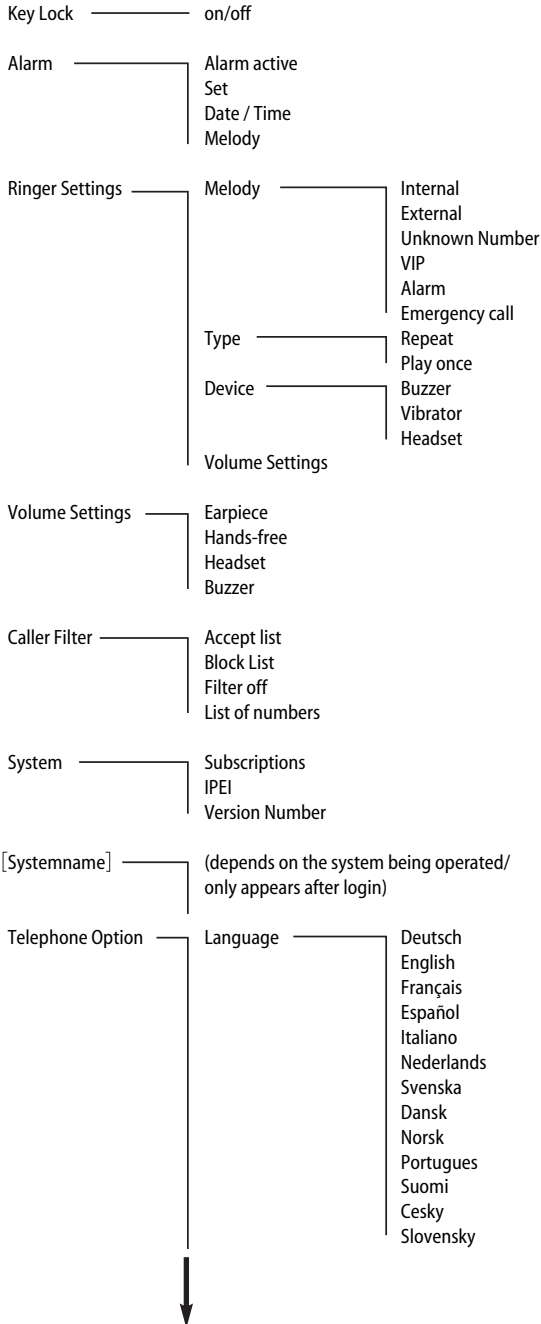 Key Lock on/off
Alarm Alarm active
Set
Date / Time
Melody
Ringer Settings Melody Internal
External
Unknown Number
VIP
Alarm
Emergency call
Type Repeat
Play once
Device Buzzer
Vibrator
Headset
Volume Settings
Volume Settings Earpiece
Hands-free
Headset
Buzzer
Caller Filter Accept list
Block List
Filter off
List of numbers
System Subscriptions
IPEI
Version Number
[Systemname] (depends on the system being operated/
only appears after login)
Telephone Option Language Deutsch
English
Français
Español
Italiano
Nederlands
Svenska
Dansk
Norsk
Portugues
Suomi
Cesky
Slovensky